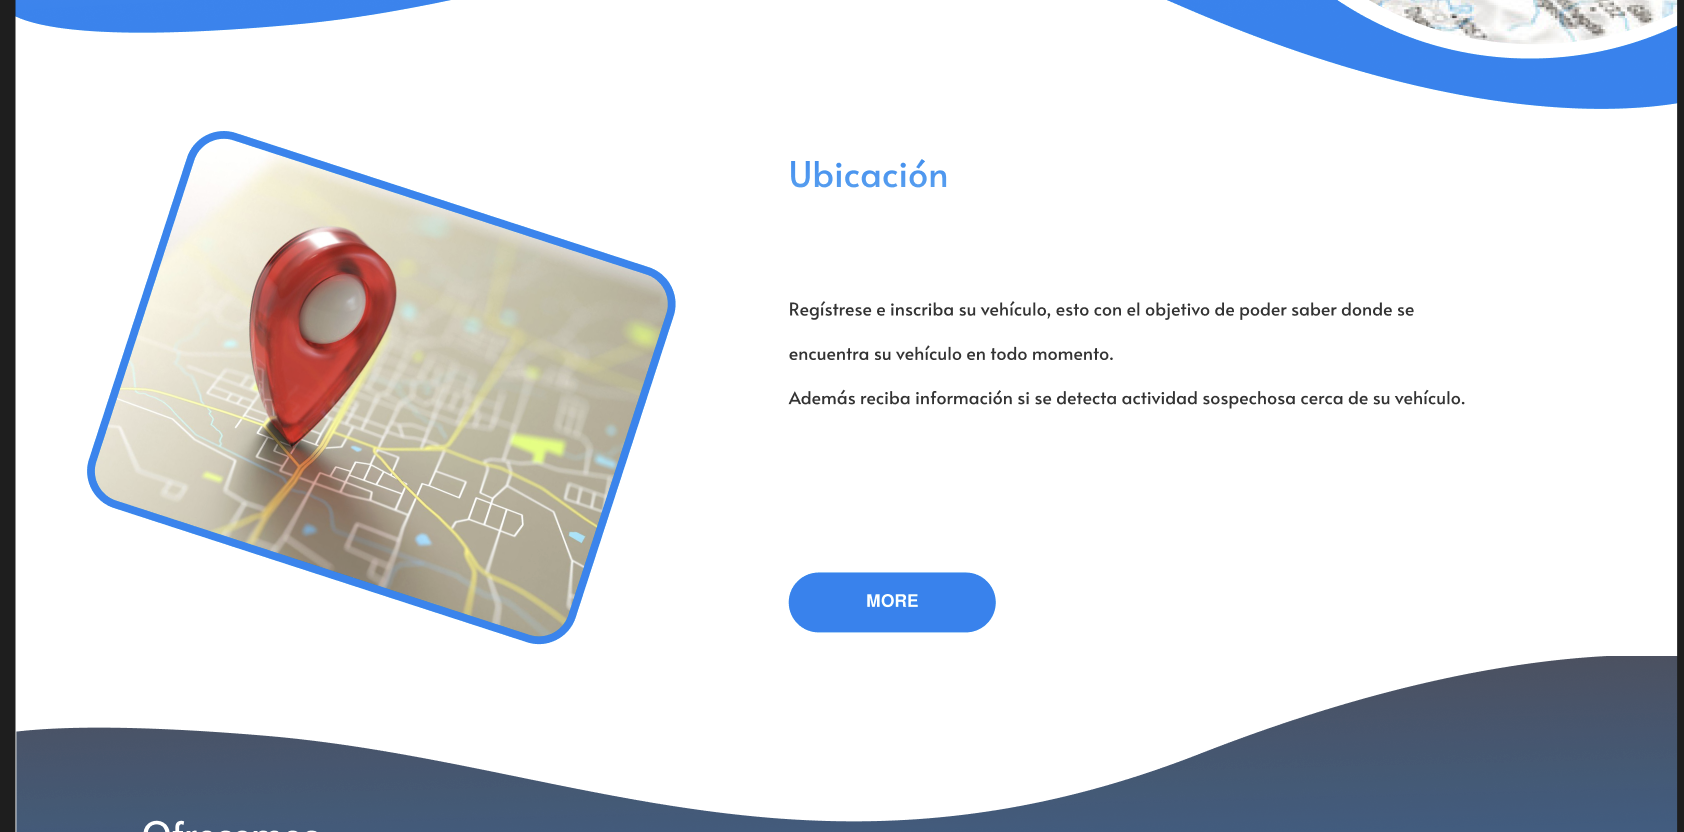 Ubicación
Regístrese e inscriba su vehículo, esto con el objetivo de poder saber donde se
encuentra su vehículo en todo momento.
Además reciba información si se detecta actividad sospechosa cerca de su vehículo.
MORE
Ofrecemos